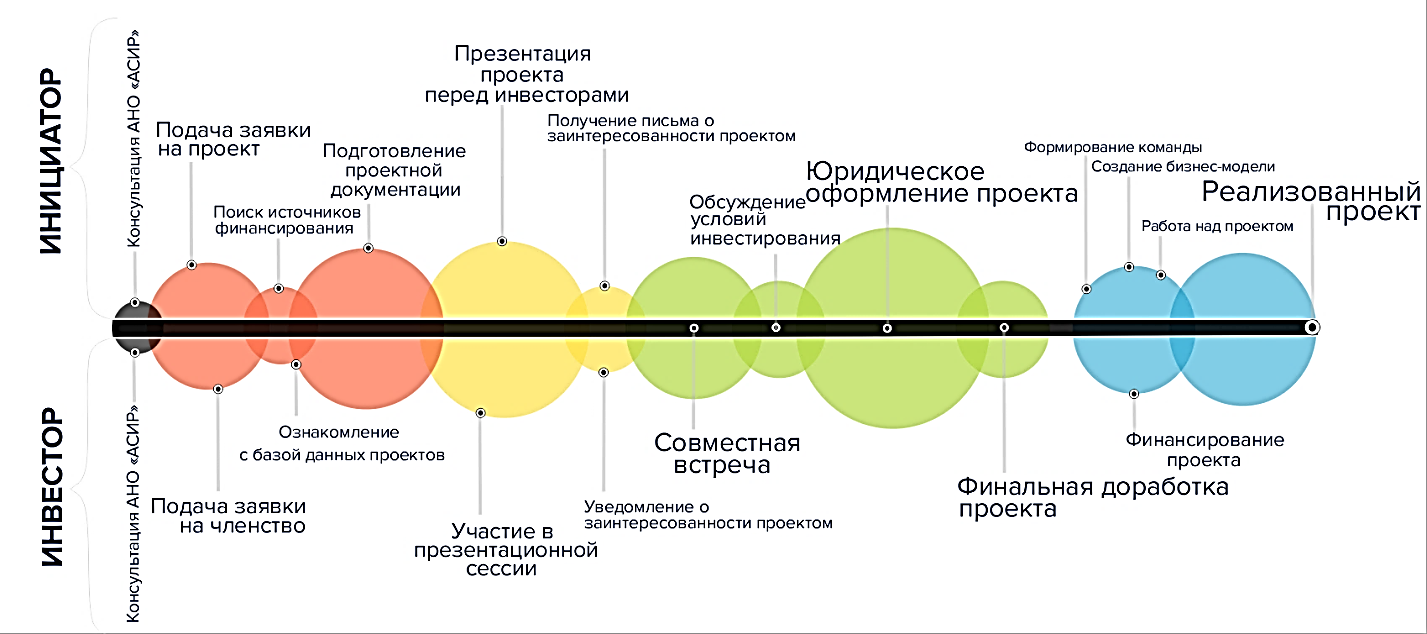 ИНИЦИАТОР
Консультация АНО «АСИР»
Подача заявки
на проект
Поиск источников
финансирования
Подготовление
проектной
документации
Презентация
проекта
перед инвесторами
Получение письма о
заинтересованности проектом
Обсуждение
условий
инвестирования
Юридическое
оформление проекта
Формирование команды
Создание бизнес-модели
Работа над проектом
Реализованный
проект
ИНВЕСТОР
Консультация АНО «АСИР»
Подача заявки
на членство
Ознакомление
с базой данных проектов
Участие в
презентационной
сессии
Уведомление о
заинтересованности проектом
Совместная
встреча
Финальная доработка
проекта
Финансирование
проекта